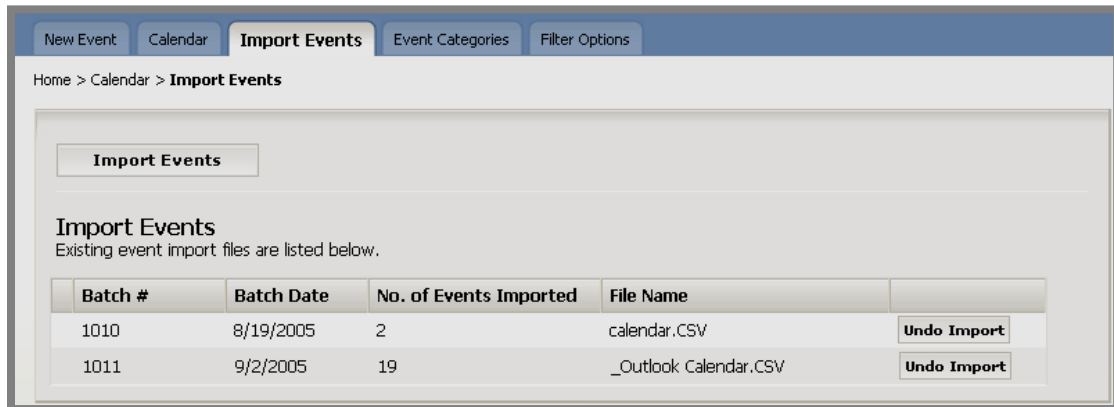 New Event Calendar Import Events Event Categories Filter Options
Home > Calendar > Import Events
Import Events
Import Events
Existing event import files are listed below.
Batch # Batch Date No. of Events Imported File Name
1010 8/19/2005 2 calendar.CSV Undo Import
1011 9/2/2005 19 _Outlook Calendar.CSV Undo Import